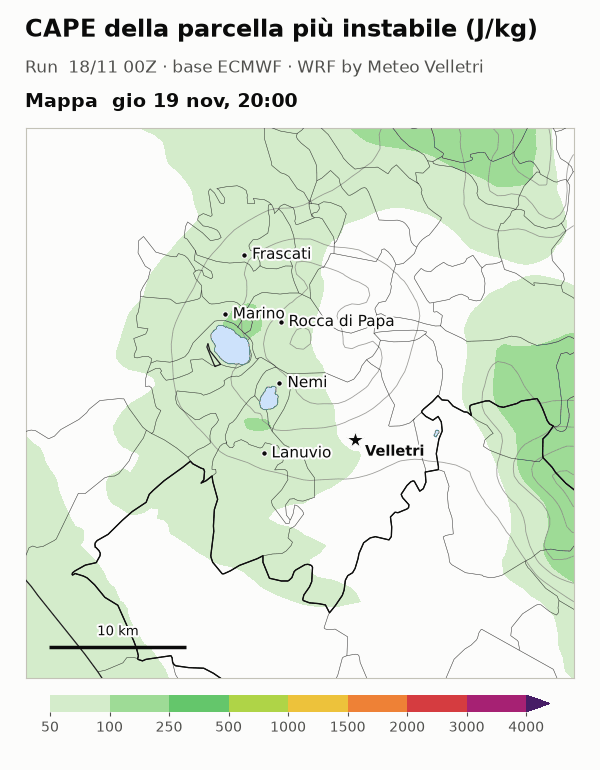 CAPE della parcella più instabile (J/kg)
Run  18/11 00Z · base ECMWF · WRF by Meteo Velletri
Mappa  gio 19 nov, 20:00
Frascati
Marino
Rocca di Papa
Nemi
Velletri
Lanuvio
10 km
50 100 250 500 1000 1500 2000 3000 4000